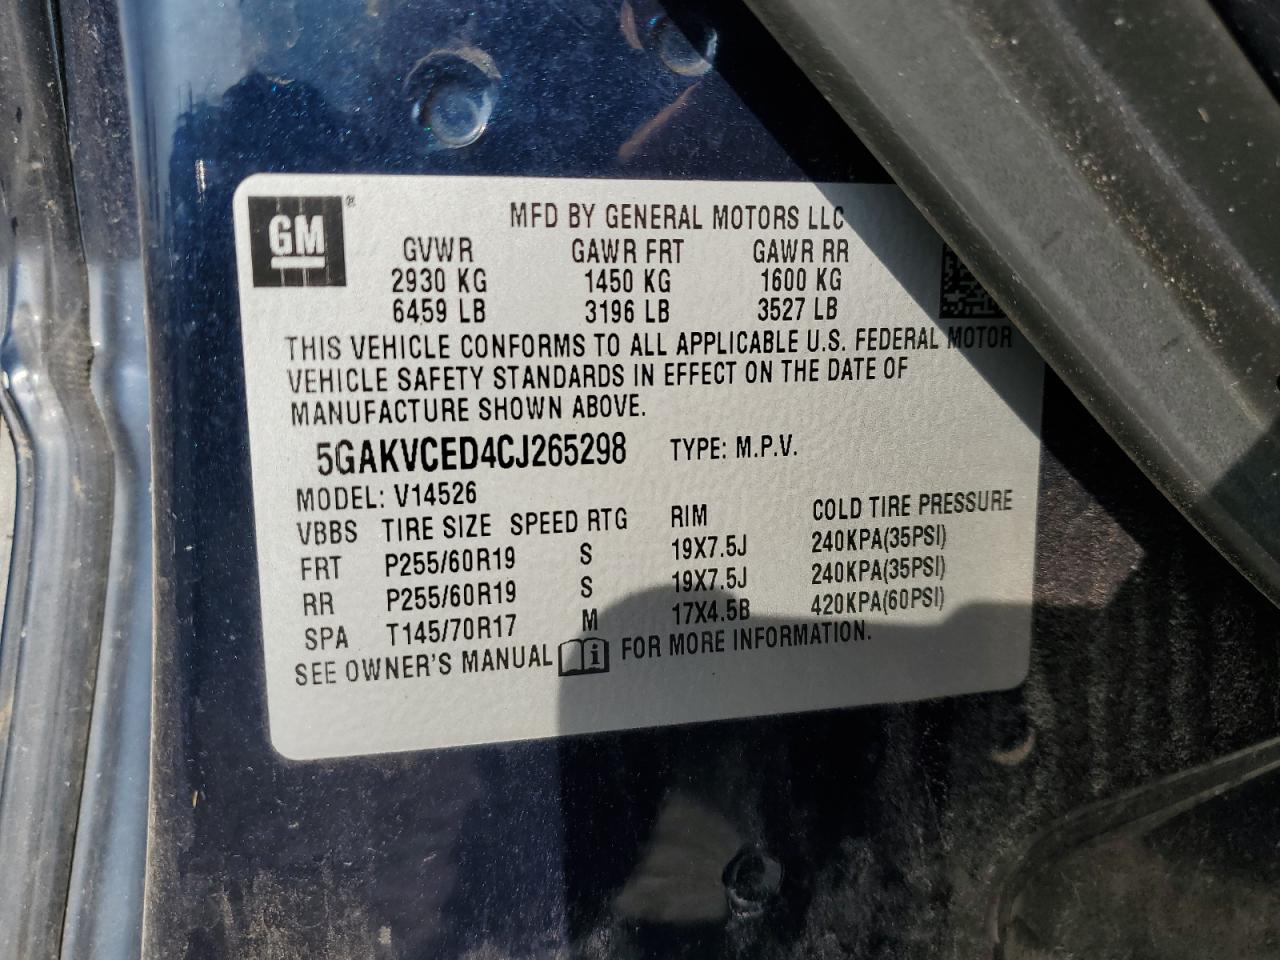 GM ®
MFD BY GENERAL MOTORS LLC
GVWR GAWR FRT GAWR RR
2930 KG 1450 KG 1600 KG
6459 LB 3196 LB 3527 LB
THIS VEHICLE CONFORMS TO ALL APPLICABLE U.S. FEDERAL MOTOR
VEHICLE SAFETY STANDARDS IN EFFECT ON THE DATE OF
MANUFACTURE SHOWN ABOVE.
5GAKVCED4CJ265298 TYPE: M.P.V.
MODEL: V14526
VBBS TIRE SIZE SPEED RTG RIM COLD TIRE PRESSURE
FRT P255/60R19 S 19X7.5J 240KPA(35PSI)
RR P255/60R19 S 19X7.5J 240KPA(35PSI)
SPA T145/70R17 M 17X4.5B 420KPA(60PSI)
SEE OWNER'S MANUAL i FOR MORE INFORMATION.